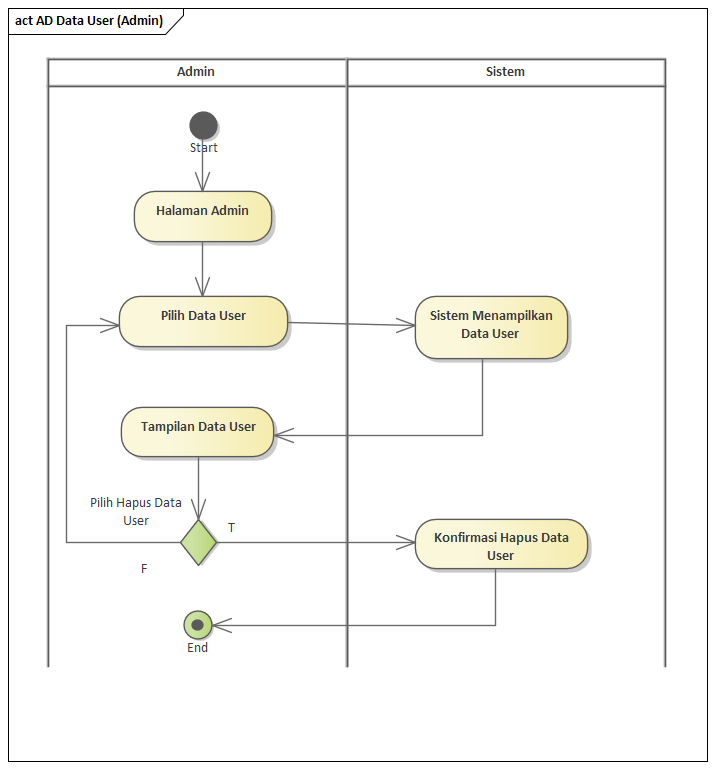 act AD Data User (Admin)
Admin
Sistem
Start
Halaman Admin
Pilih Data User
Sistem Menampilkan
Data User
Tampilan Data User
Pilih Hapus Data
User
T
Konfirmasi Hapus Data
User
F
End